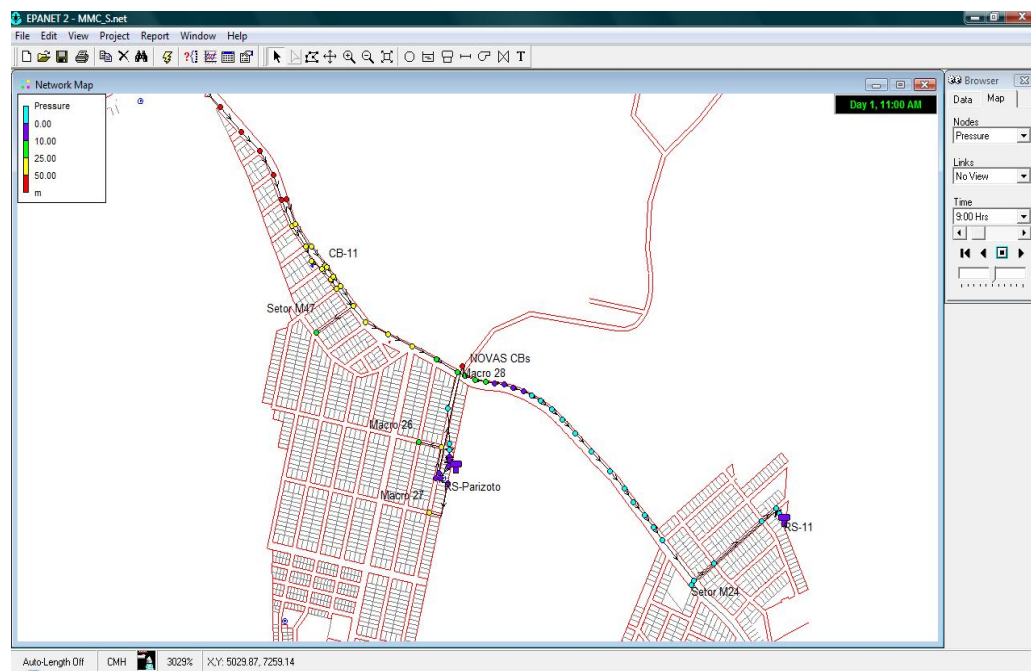 EPANET 2 - MMC_S.net
File Edit View Project Report Window Help
T
Network Map
Browser
Pressure
0.00
10.00
25.00
50.00
m
Day 1, 11:00 AM
Data Map
Nodes
Pressure
Links
No View
Time
9:00 Hrs
CB-11
Setor M47
NOVAS CBs
Macro 28
Macro 26
RS-Parizoto
Macro 27
RS-11
Setor M24
Auto-Length Off CMH 3029% X,Y: 5029.87, 7259.14